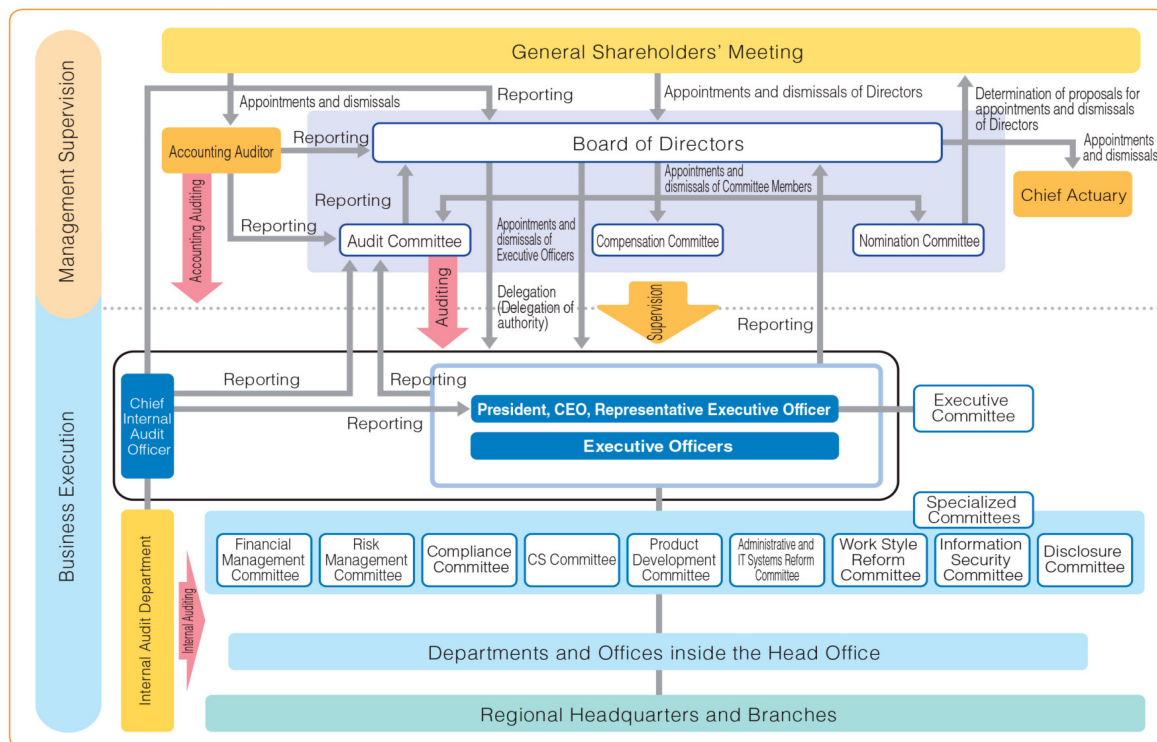 General Shareholders' Meeting
Management Supervision
Appointments and dismissals
Reporting
Appointments and dismissals of Directors
Determination of proposals for
appointments and dismissals
of Directors
Accounting Auditor
Reporting
Board of Directors
Appointments
and dismissals
Chief Actuary
Accounting Auditing
Reporting
Reporting
Appointments and
dismissals of Committee Members
Audit Committee
Appointments
and dismissals of
Executive Officers
Compensation Committee
Nomination Committee
Auditing
Delegation
(Delegation of
authority)
Supervision
Reporting
Business Execution
Chief
Internal
Audit
Officer
Reporting
Reporting
Reporting
President, CEO, Representative Executive Officer
Executive Officers
Executive
Committee
Specialized
Committees
Financial
Management
Committee
Risk
Management
Committee
Compliance
Committee
CS Committee
Product
Development
Committee
Administrative and
IT Systems Reform
Committee
Work Style
Reform
Committee
Information
Security
Committee
Disclosure
Committee
Internal Audit Department
Internal Auditing
Departments and Offices inside the Head Office
Regional Headquarters and Branches